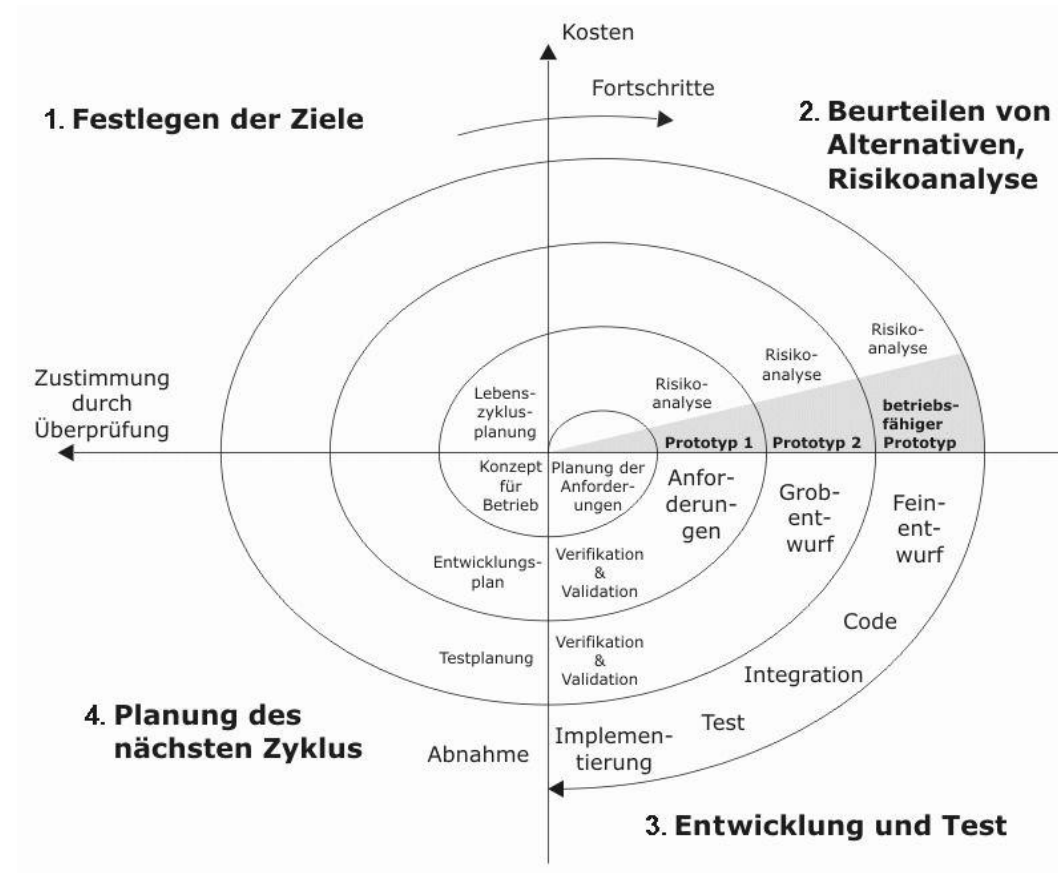 Kosten
Fortschritte
1. Festlegen der Ziele
2. Beurteilen von
Alternativen,
Risikoanalyse
Risiko-
analyse
Risiko-
analyse
Risiko-
analyse
Zustimmung
durch
Überprüfung
Lebens-
zyklus-
planung
betriebs-
fähiger
Prototyp
Prototyp 1
Prototyp 2
Konzept
für
Betrieb
Planung der
Anforder-
ungen
Anfor-
derun-
gen
Grob-
ent-
wurf
Fein-
ent-
wurf
Entwicklungs-
plan
Verifikation
&
Validation
Code
Testplanung
Verifikation
&
Validation
Integration
Test
4. Planung des
nächsten Zyklus
Abnahme
Implemen-
tierung
3. Entwicklung und Test